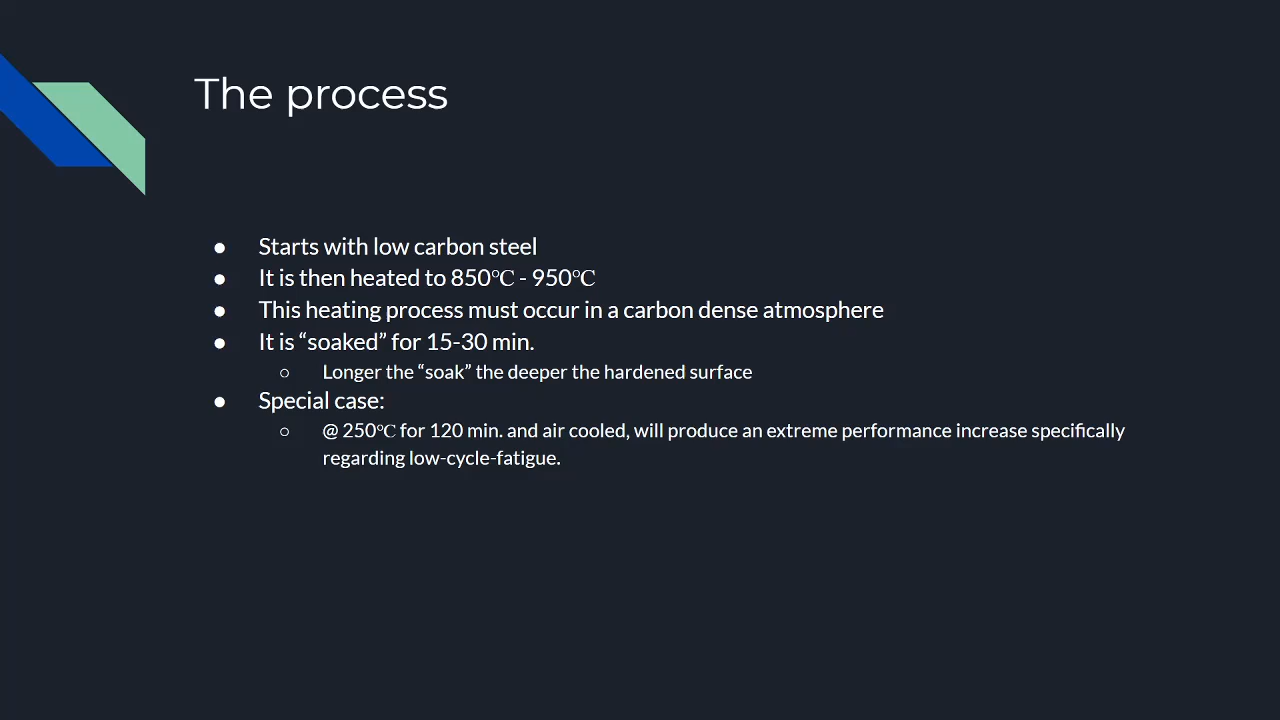 The process
● Starts with low carbon steel
● It is then heated to 850℃ - 950℃
● This heating process must occur in a carbon dense atmosphere
● It is “soaked” for 15-30 min.
○ Longer the “soak” the deeper the hardened surface
● Special case:
○ @ 250℃ for 120 min. and air cooled, will produce an extreme performance increase specifically
regarding low-cycle-fatigue.